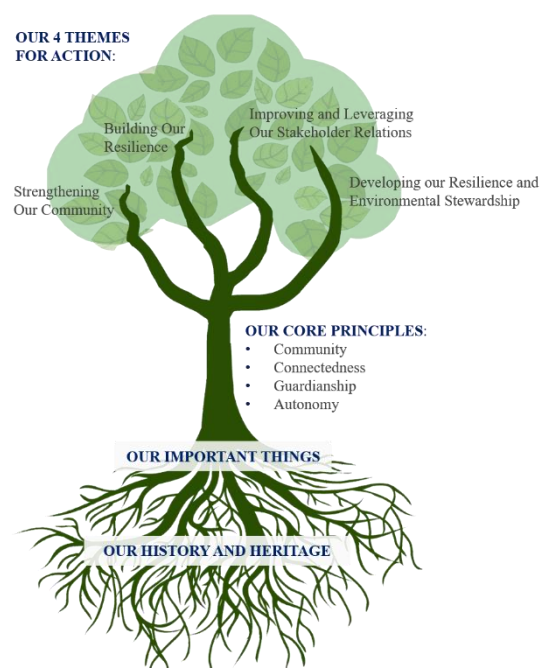 OUR 4 THEMES
FOR ACTION:
Building Our
Resilience
Improving and Leveraging
Our Stakeholder Relations
Strengthening
Our Community
Developing our Resilience and
Environmental Stewardship
OUR CORE PRINCIPLES:
• Community
• Connectedness
• Guardianship
• Autonomy
OUR IMPORTANT THINGS
OUR HISTORY AND HERITAGE